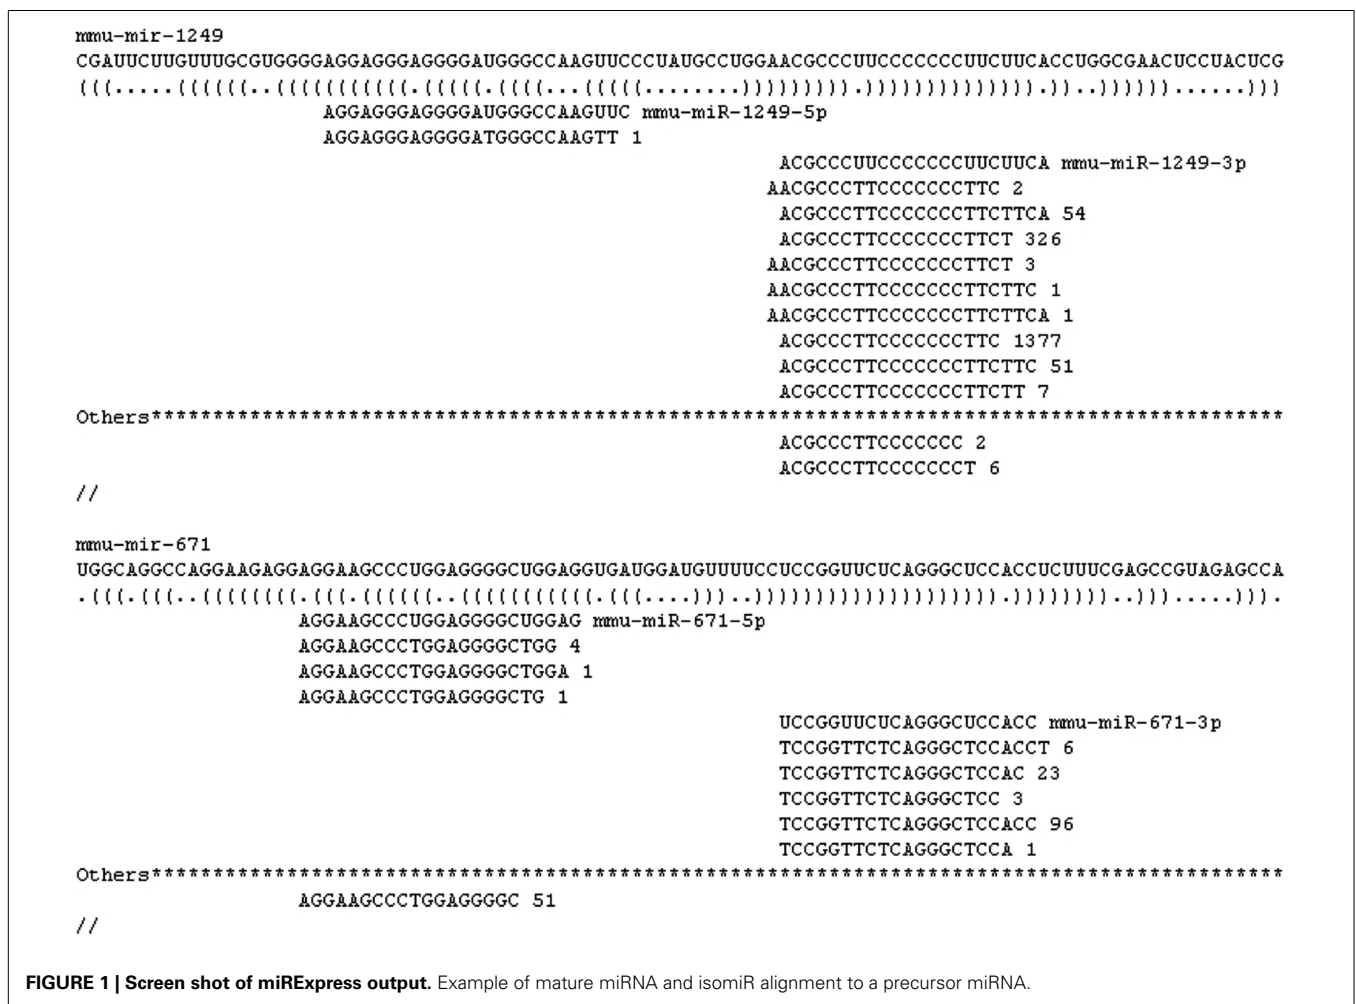 mmu-mir-1249
CGAUUCUUGUUUGCGUGGGGAGGAGGGAGGGGAUGGGCCAAGUUCCCUAUGCCUGGAACGCCCUUCCCCCCCUUCUUCACCUGGCGAACUCCUACUCG
(((.....((((((..(((((((((((.(((((.((((...(((((........))))))))).)))))))))))))))).))..))))))......)))
AGGAGGGAGGGGAUGGGCCAAGUUC mmu-miR-1249-5p
AGGAGGGAGGGGATGGGCCAAGTT 1
ACGCCCUUCCCCCCCUUCUUCA mmu-miR-1249-3p
AACGCCCTTCCCCCCCTTC 2
ACGCCCTTCCCCCCCTTCTTCA 54
ACGCCCTTCCCCCCCTTCT 326
AACGCCCTTCCCCCCCTTCT 3
AACGCCCTTCCCCCCCTTCTTC 1
AACGCCCTTCCCCCCCTTCTTCA 1
ACGCCCTTCCCCCCCTTC 1377
ACGCCCTTCCCCCCCTTCTTC 51
ACGCCCTTCCCCCCCTTCTT 7
Others********************************************************************************************
ACGCCCTTCCCCCCC 2
ACGCCCTTCCCCCCCT 6
//
mmu-mir-671
UGGCAGGCCAGGAAGAGGAGGAAGCCCUGGAGGGGCUGGAGGUGAUGGAUGUUUUCCUCCGGUUCUCAGGGCUCCACCUCUUUCGAGCCGUAGAGCCA
.(((.(((..((((((((.(((.((((((..(((((((((((.(((....)))..)))))))))))))))))))).))))))))..))).....))).
AGGAAGCCCUGGAGGGGCUGGAG mmu-miR-671-5p
AGGAAGCCCTGGAGGGGCTGG 4
AGGAAGCCCTGGAGGGGCTGGA 1
AGGAAGCCCTGGAGGGGCTG 1
UCCGGUUCUCAGGGCUCCACC mmu-miR-671-3p
TCCGGTTCTCAGGGCTCCACCT 6
TCCGGTTCTCAGGGCTCCAC 23
TCCGGTTCTCAGGGCTCC 3
TCCGGTTCTCAGGGCTCCACC 96
TCCGGTTCTCAGGGCTCCA 1
Others********************************************************************************************
AGGAAGCCCTGGAGGGGC 51
//
FIGURE 1 | Screen shot of miRExpress output. Example of mature miRNA and isomiR alignment to a precursor miRNA.